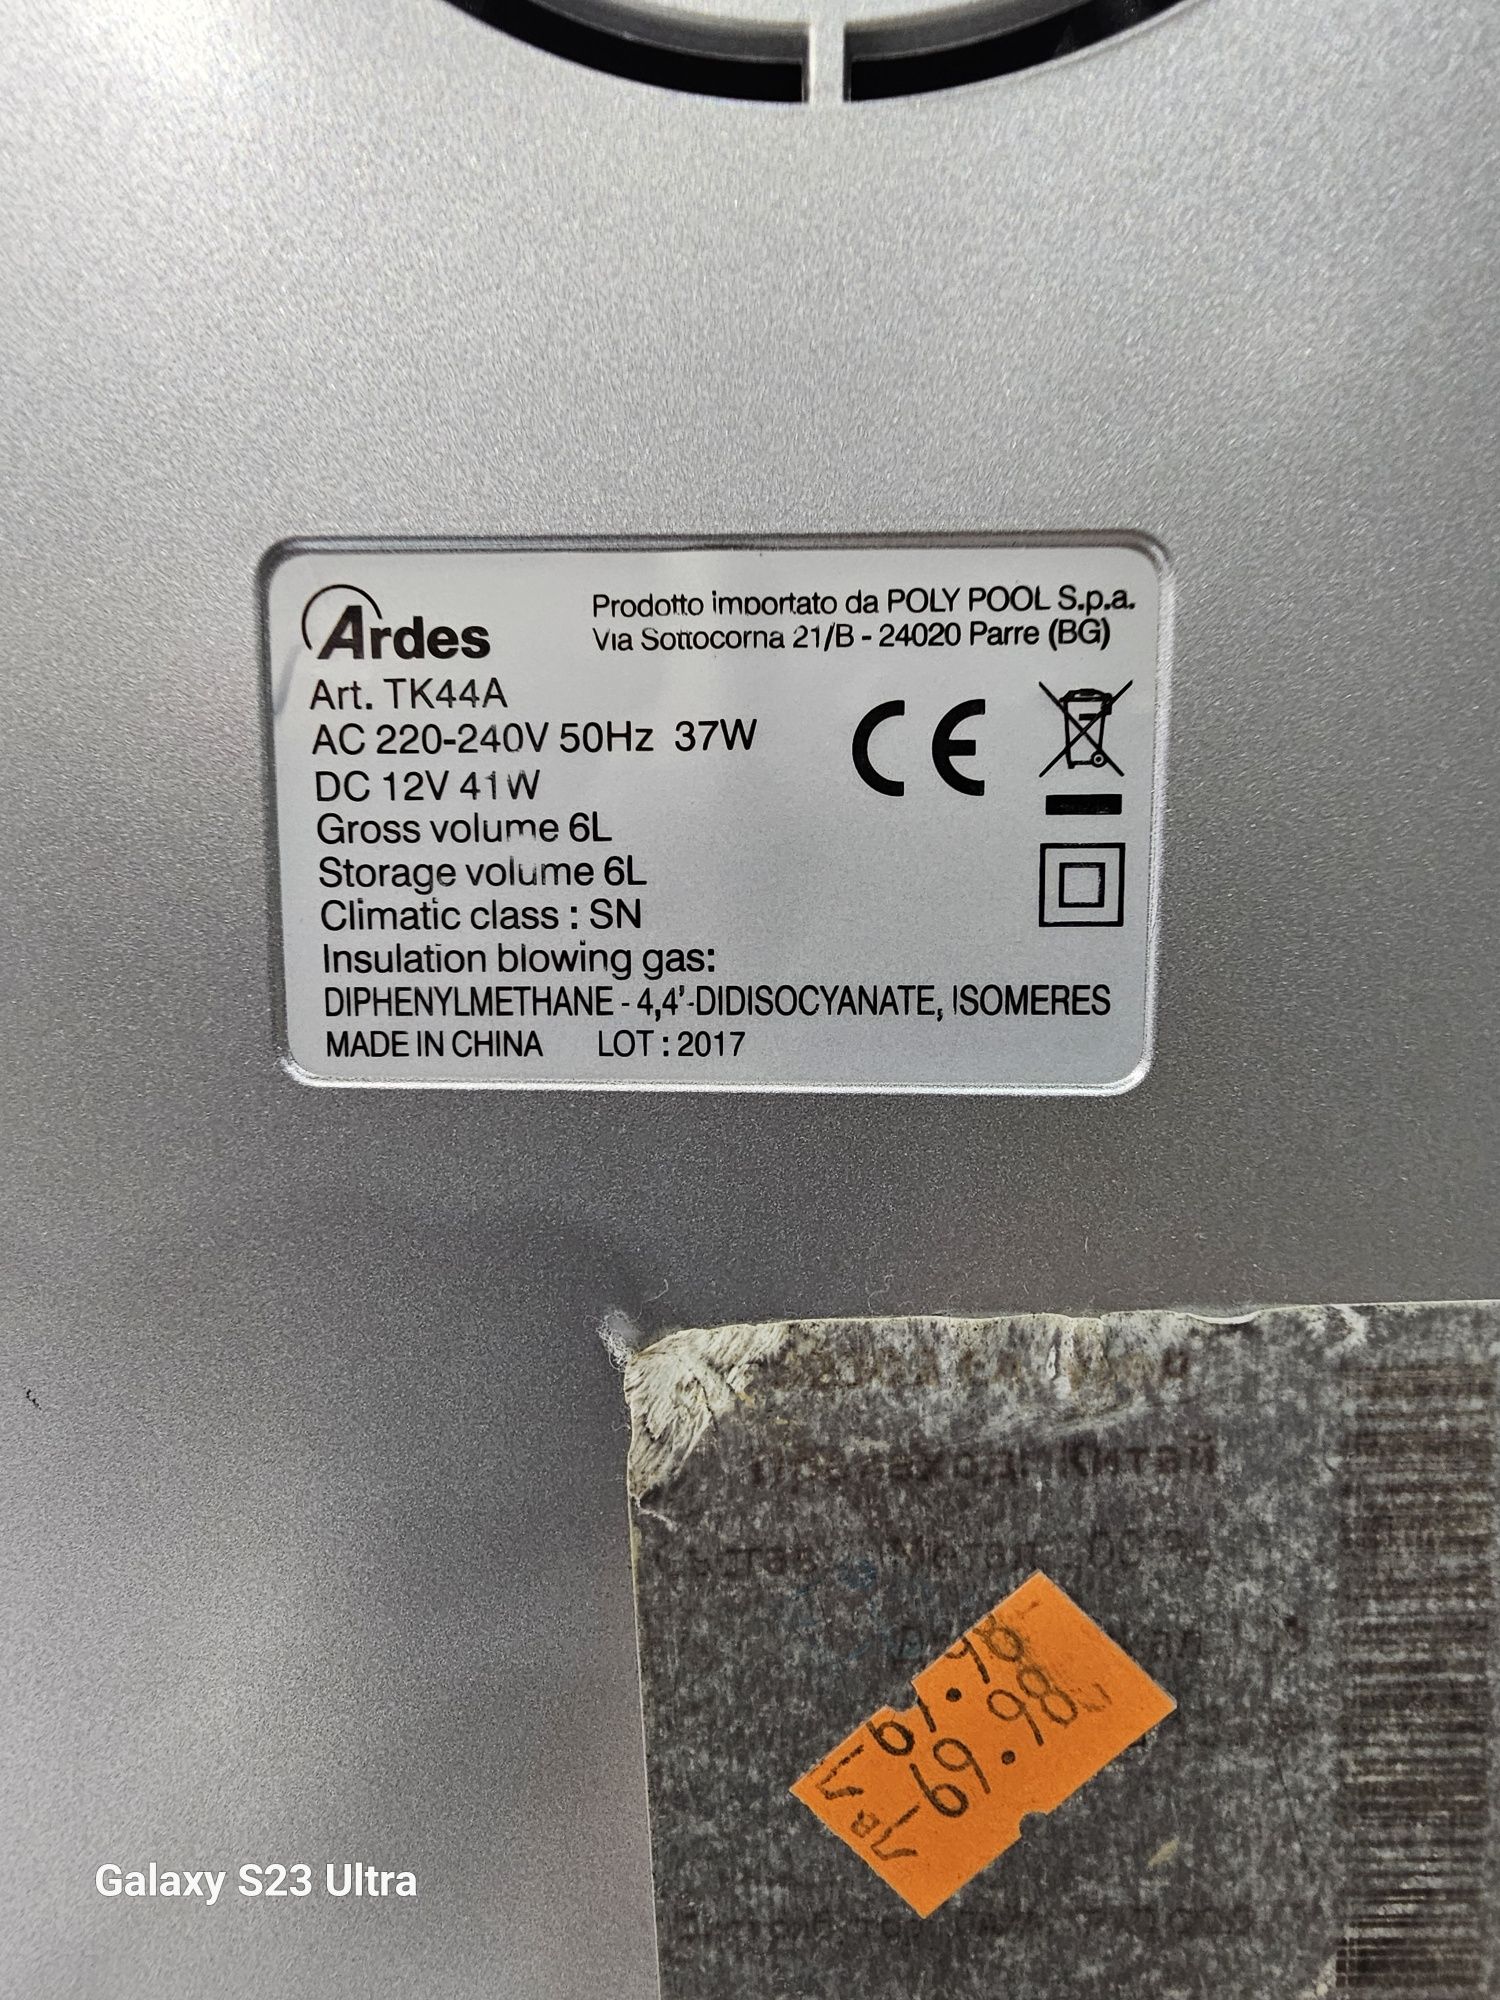 Ardes
Prodotto importato da POLY POOL S.p.a.
Via Sottocorna 21/B - 24020 Parre (BG)
Art. TK44A
AC 220-240V 50Hz 37W
DC 12V 41W
CE
Gross volume 6L
Storage volume 6L
Climatic class : SN
Insulation blowing gas:
DIPHENYLMETHANE - 4,4'-DIDISOCYANATE, ISOMERES
MADE IN CHINA LOT : 2017
Китай
69.98
Galaxy S23 Ultra